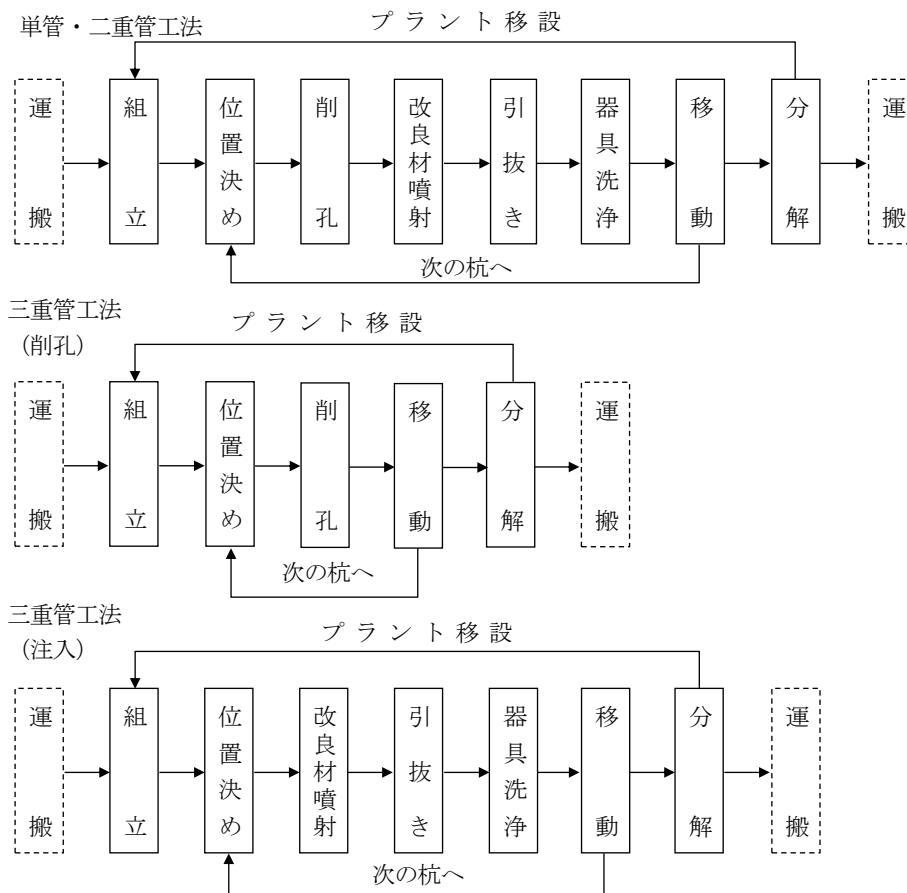 単管・二重管工法
プラント移設
運搬
組立
位置決め
削孔
改良材噴射
引抜き
器具洗浄
移動
分解
運搬
次の杭へ
三重管工法
(削孔)
プラント移設
運搬
組立
位置決め
削孔
移動
分解
運搬
次の杭へ
三重管工法
(注入)
プラント移設
運搬
組立
位置決め
改良材噴射
引抜き
器具洗浄
移動
分解
運搬
次の杭へ